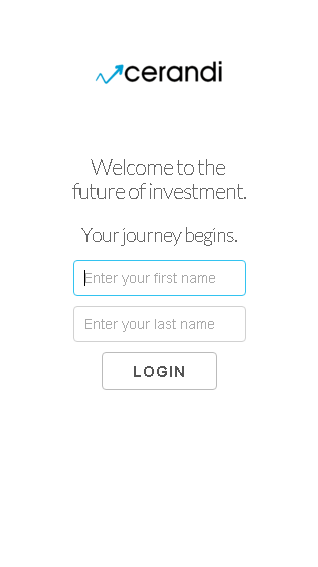 cerandi
Welcome to the
future of investment.
Your journey begins.
Enter your first name
Enter your last name
LOGIN